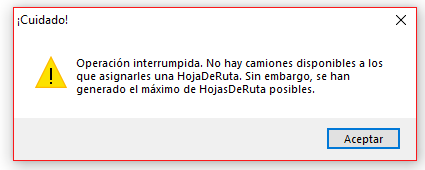 ¡Cuidado!
Operación interrumpida. No hay camiones disponibles a los
que asignarles una HojaDeRuta. Sin embargo, se han
generado el máximo de HojasDeRuta posibles.
Aceptar